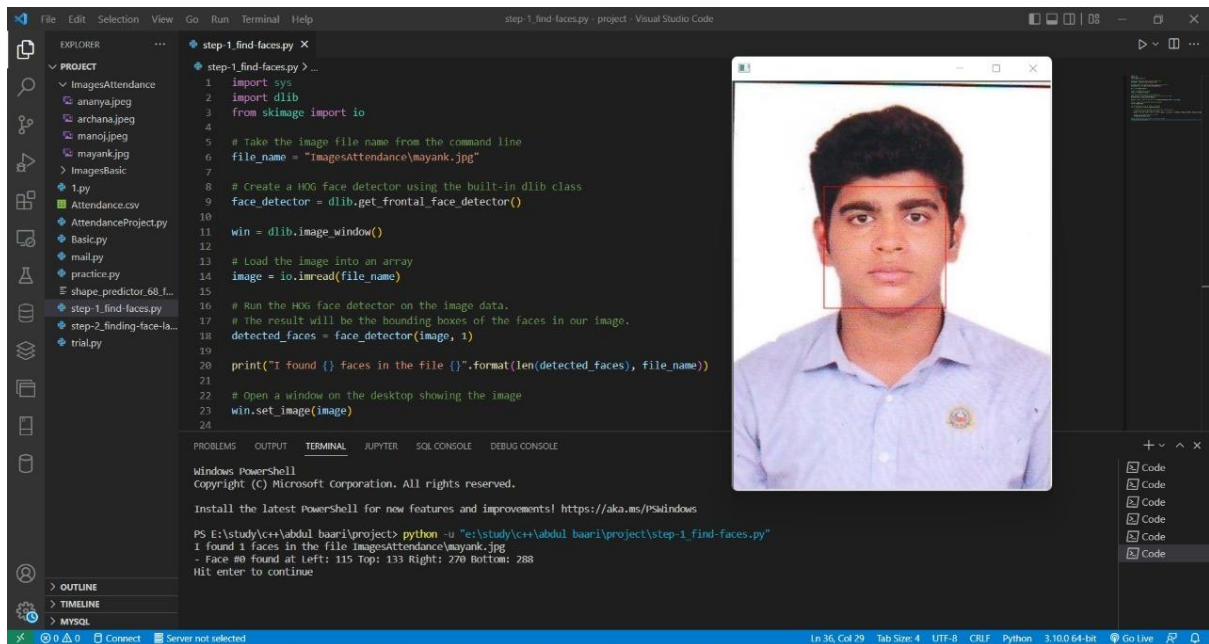 File Edit Selection View Go Run Terminal Help
step-1_find-faces.py - project - Visual Studio Code
EXPLORER
PROJECT
ImagesAttendance
ananya.jpeg
archana.jpeg
manoj.jpeg
mayank.jpg
ImagesBasic
1.py
Attendance.csv
AttendanceProject.py
Basic.py
mail.py
practice.py
shape_predictor_68_f...
step-1_find-faces.py
step-2_finding-face-la...
trial.py
OUTLINE
TIMELINE
MYSQL
step-1_find-faces.py
step-1_find-faces.py > ...
1 import sys
2 import dlib
3 from skimage import io
4
5 # Take the image file name from the command line
6 file_name = "ImagesAttendance\mayank.jpg"
7
8 # Create a HOG face detector using the built-in dlib class
9 face_detector = dlib.get_frontal_face_detector()
10
11 win = dlib.image_window()
12
13 # Load the image into an array
14 image = io.imread(file_name)
15
16 # Run the HOG face detector on the image data.
17 # The result will be the bounding boxes of the faces in our image.
18 detected_faces = face_detector(image, 1)
19
20 print("I found {} faces in the file {}".format(len(detected_faces), file_name))
21
22 # Open a window on the desktop showing the image
23 win.set_image(image)
24
PROBLEMS OUTPUT TERMINAL JUPYTER SQL CONSOLE DEBUG CONSOLE
Windows PowerShell
Copyright (C) Microsoft Corporation. All rights reserved.
Install the latest PowerShell for new features and improvements! https://aka.ms/PSWindows
PS E:\study\c++\abdul baari\project> python -u "e:\study\c++\abdul baari\project\step-1_find-faces.py"
I found 1 faces in the file ImagesAttendance\mayank.jpg
- Face #0 found at Left: 115 Top: 133 Right: 270 Bottom: 288
Hit enter to continue
Code
Code
Code
Code
Code
Code
0 0 Connect Server not selected
Ln 36, Col 29 Tab Size: 4 UTF-8 CRLF Python 3.10.0 64-bit Go Live